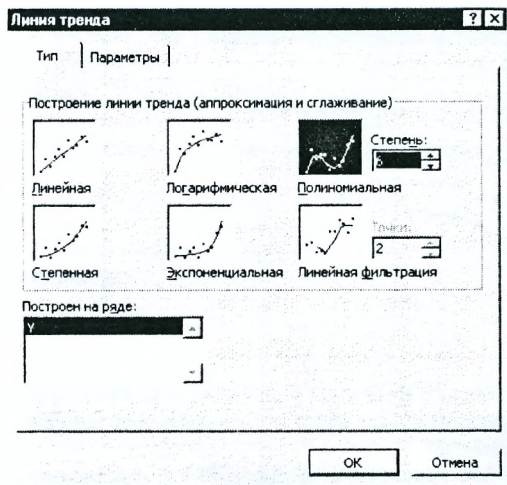 Линия тренда
Тип Параметры
Построение линии тренда (аппроксимация и сглаживание)
Линейная Логарифмическая Полиномиальная
Степень:
Степенная Экспоненциальная Линейная фильтрация
Точки:
2
Построен на ряде:
Y
ОК Отмена